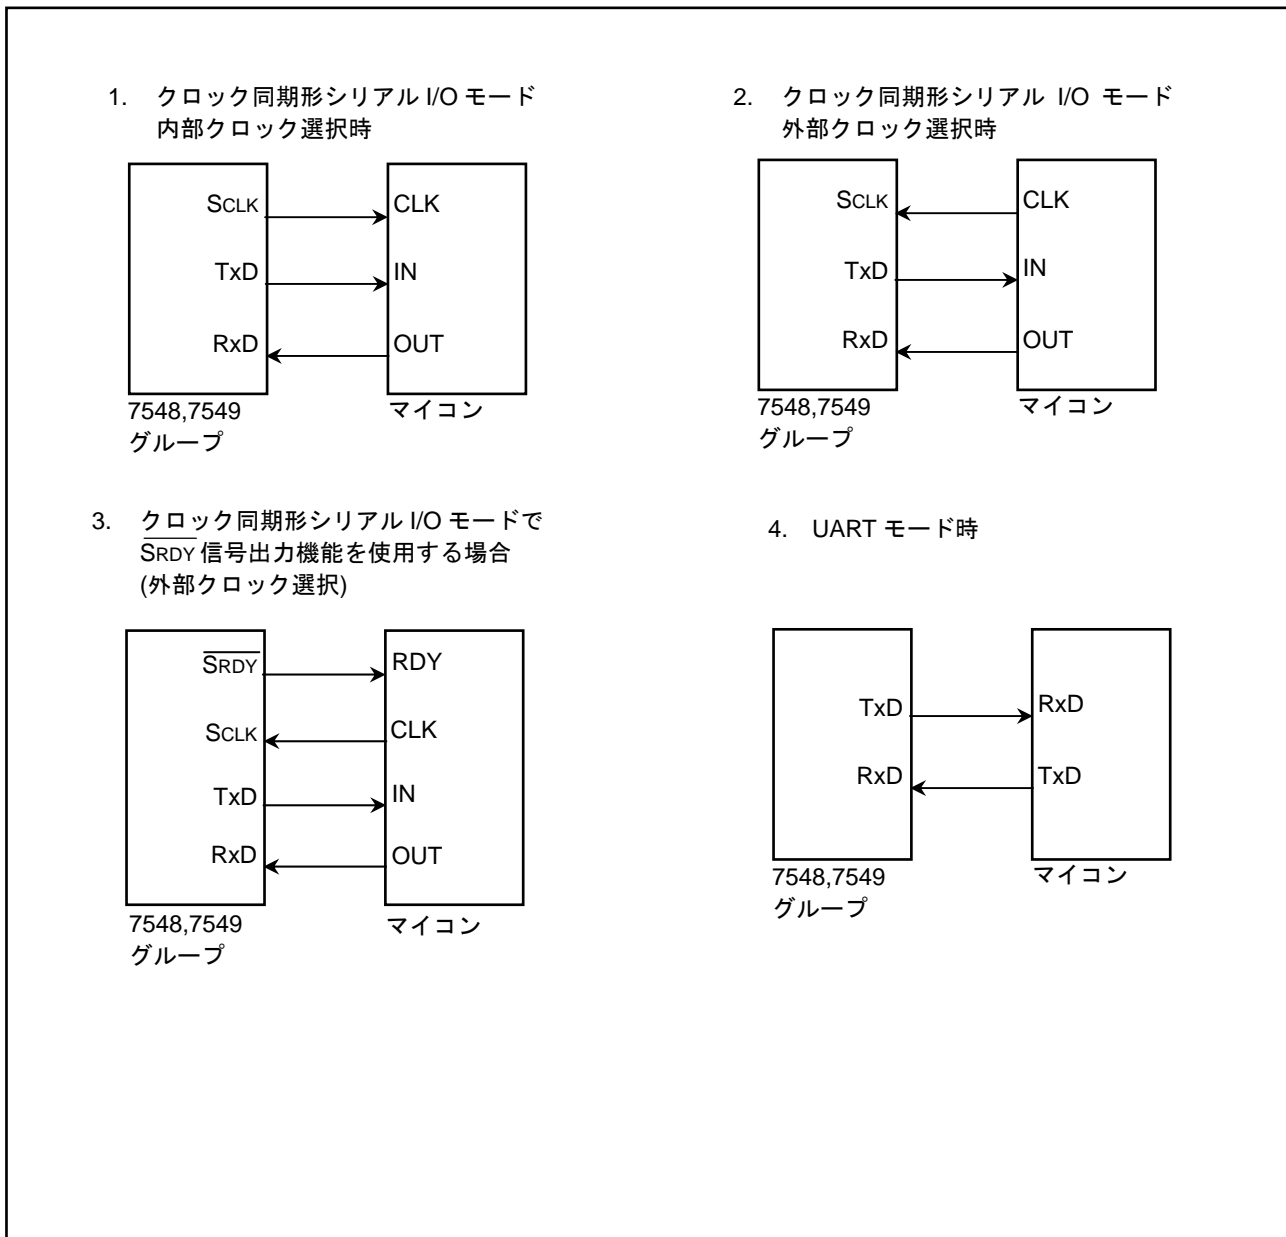 1. クロック同期形シリアル I/O モード
内部クロック選択時
SCLK CLK
TxD IN
RxD OUT
7548,7549 マイコン
グループ
2. クロック同期形シリアル I/O モード
外部クロック選択時
SCLK CLK
TxD IN
RxD OUT
7548,7549 マイコン
グループ
3. クロック同期形シリアル I/O モードで
SRDY 信号出力機能を使用する場合
(外部クロック選択)
SRDY RDY
SCLK CLK
TxD IN
RxD OUT
7548,7549 マイコン
グループ
4. UART モード時
TxD RxD
RxD TxD
7548,7549 マイコン
グループ